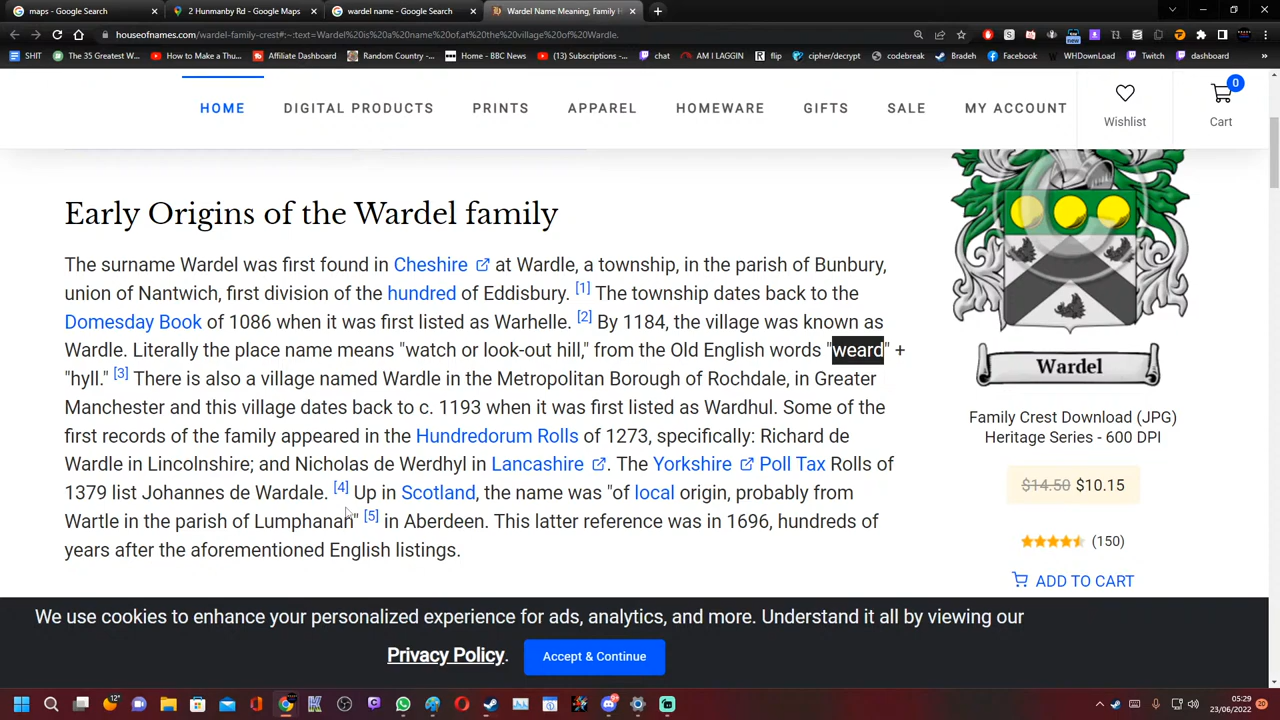 maps - Google Search
2 Hunmanby Rd - Google Maps
wardel name - Google Search
Wardel Name Meaning, Family H
houseofnames.com/wardel-family-crest#:~:text=Wardel%20is%20a%20name%20of,at%20the%20village%20of%20Wardle.
SHIT
The 35 Greatest W...
How to Make a Thu...
Affiliate Dashboard
Random Country -...
Home - BBC News
(13) Subscriptions -...
chat
AM I LAGGIN
flip
cipher/decrypt
codebreak
Bradeh
Facebook
WHDownLoad
Twitch
dashboard
HOME
DIGITAL PRODUCTS
PRINTS
APPAREL
HOMEWARE
GIFTS
SALE
MY ACCOUNT
Wishlist
0
Cart
Early Origins of the Wardel family
The surname Wardel was first found in Cheshire at Wardle, a township, in the parish of Bunbury,
union of Nantwich, first division of the hundred of Eddisbury. [1] The township dates back to the
Domesday Book of 1086 when it was first listed as Warhelle. [2] By 1184, the village was known as
Wardle. Literally the place name means "watch or look-out hill," from the Old English words "weard" +
"hyll." [3] There is also a village named Wardle in the Metropolitan Borough of Rochdale, in Greater
Manchester and this village dates back to c. 1193 when it was first listed as Wardhul. Some of the
first records of the family appeared in the Hundredorum Rolls of 1273, specifically: Richard de
Wardle in Lincolnshire; and Nicholas de Werdhyl in Lancashire. The Yorkshire Poll Tax Rolls of
1379 list Johannes de Wardale. [4] Up in Scotland, the name was "of local origin, probably from
Wartle in the parish of Lumphanan" [5] in Aberdeen. This latter reference was in 1696, hundreds of
years after the aforementioned English listings.
Wardel
Family Crest Download (JPG)
Heritage Series - 600 DPI
$14.50 $10.15
(150)
ADD TO CART
We use cookies to enhance your personalized experience for ads, analytics, and more. Understand it all by viewing our
Privacy Policy.
Accept & Continue
12°
05:29
23/06/2022
20